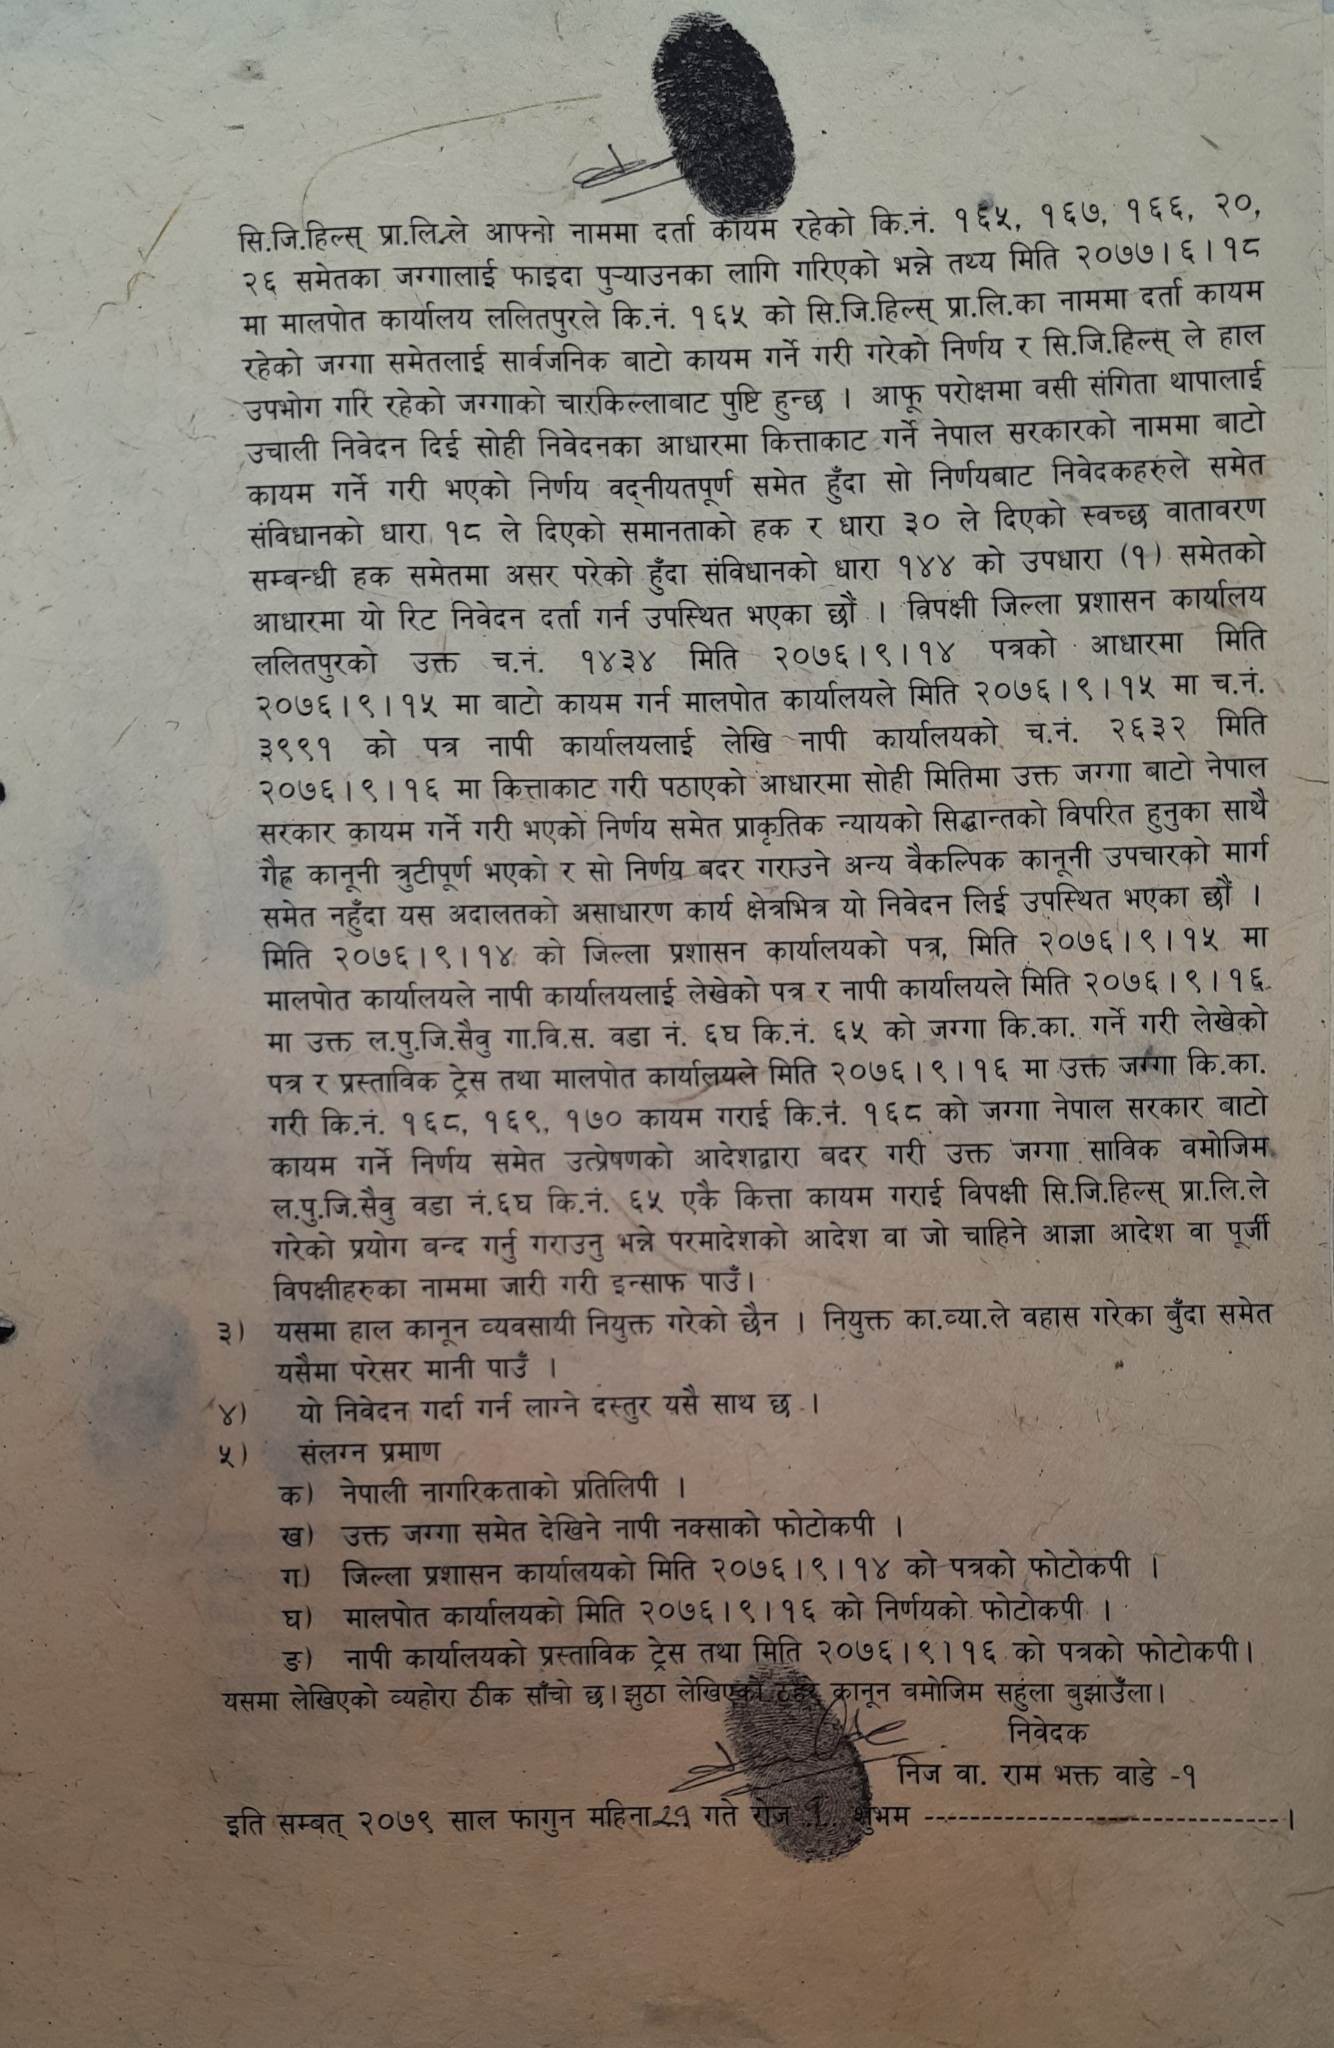 सि.जि.हिल्स् प्रा.लि.ले आफ्नो नाममा दर्ता कायम रहेको कि.नं. १६५, १६७, १६६, २०,
२६ समेतका जग्गालाई फाइदा पुऱ्याउनका लागि गरिएको भन्ने तथ्य मिति २०७७।६।१८
मा मालपोत कार्यालय ललितपुरले कि.नं. १६५ को सि.जि.हिल्स् प्रा.लि.का नाममा दर्ता कायम
रहेको जग्गा समेतलाई सार्वजनिक बाटो कायम गर्ने गरी गरेको निर्णय र सि.जि.हिल्स् ले हाल
उपभोग गरि रहेको जग्गाको चारकिल्लाबाट पुष्टि हुन्छ । आफू परोक्षमा वसी संगिता थापालाई
उचाली निवेदन दिई सोही निवेदनका आधारमा कित्ताकाट गर्ने नेपाल सरकारको नाममा बाटो
कायम गर्ने गरी भएको निर्णय वद्नीयतपूर्ण समेत हुँदा सो निर्णयबाट निवेदकहरुले समेत
संविधानको धारा १८ ले दिएको समानताको हक र धारा ३० ले दिएको स्वच्छ वातावरण
सम्बन्धी हक समेतमा असर परेको हुँदा संविधानको धारा १४४ को उपधारा (१) समेतको
आधारमा यो रिट निवेदन दर्ता गर्न उपस्थित भएका छौं । विपक्षी जिल्ला प्रशासन कार्यालय
ललितपुरको उक्त च.नं. १४३४ मिति २०७६।९।१४ पत्रको आधारमा मिति
२०७६।९।१५ मा बाटो कायम गर्न मालपोत कार्यालयले मिति २०७६।९।१५ मा च.नं.
३९९१ को पत्र नापी कार्यालयलाई लेखि नापी कार्यालयको च.नं. २६३२ मिति
२०७६।९।१६ मा कित्ताकाट गरी पठाएको आधारमा सोही मितिमा उक्त जग्गा बाटो नेपाल
सरकार कायम गर्ने गरी भएको निर्णय समेत प्राकृतिक न्यायको सिद्धान्तको विपरित हुनुका साथै
गैह्र कानूनी त्रुटीपूर्ण भएको र सो निर्णय बदर गराउने अन्य वैकल्पिक कानूनी उपचारको मार्ग
समेत नहुँदा यस अदालतको असाधारण कार्य क्षेत्रभित्र यो निवेदन लिई उपस्थित भएका छौं ।
मिति २०७६।९।१४ को जिल्ला प्रशासन कार्यालयको पत्र, मिति २०७६।९।१५ मा
मालपोत कार्यालयले नापी कार्यालयलाई लेखेको पत्र र नापी कार्यालयले मिति २०७६।९।१६
मा उक्त ल.पु.जि.सैवु गा.वि.स. वडा नं. ६घ कि.नं. ६५ को जग्गा कि.का. गर्ने गरी लेखेको
पत्र र प्रस्ताविक ट्रेस तथा मालपोत कार्यालयले मिति २०७६।९।१६ मा उक्त जग्गा कि.का.
गरी कि.नं. १६८, १६९, १७० कायम गराई कि.नं. १६८ को जग्गा नेपाल सरकार बाटो
कायम गर्ने निर्णय समेत उत्प्रेषणको आदेशद्वारा बदर गरी उक्त जग्गा साविक वमोजिम
ल.पु.जि.सैवु वडा नं.६घ कि.नं. ६५ एकै कित्ता कायम गराई विपक्षी सि.जि.हिल्स् प्रा.लि.ले
गरेको प्रयोग बन्द गर्नु गराउनु भन्ने परमादेशको आदेश वा जो चाहिने आज्ञा आदेश वा पूर्जी
विपक्षीहरुका नाममा जारी गरी इन्साफ पाउँ।
३) यसमा हाल कानून व्यवसायी नियुक्त गरेको छैन । नियुक्त का.व्या.ले वहास गरेका बुँदा समेत
यसैमा परेसर मानी पाउँ ।
४) यो निवेदन गर्दा गर्न लाग्ने दस्तुर यसै साथ छ ।
५) संलग्न प्रमाण
क) नेपाली नागरिकताको प्रतिलिपी ।
ख) उक्त जग्गा समेत देखिने नापी नक्साको फोटोकपी ।
ग) जिल्ला प्रशासन कार्यालयको मिति २०७६।९।१४ को पत्रको फोटोकपी ।
घ) मालपोत कार्यालयको मिति २०७६।९।१६ को निर्णयको फोटोकपी ।
ङ) नापी कार्यालयको प्रस्ताविक ट्रेस तथा मिति २०७६।९।१६ को पत्रको फोटोकपी।
यसमा लेखिएको व्यहोरा ठीक साँचो छ। झुठा लेखिएको ठहरे कानून वमोजिम सहुंला बुझाउँला।
निवेदक
निज वा. राम भक्त वाडे -१
इति सम्बत् २०७९ साल फागुन महिना २१ गते रोज शुभम ------------------------------।